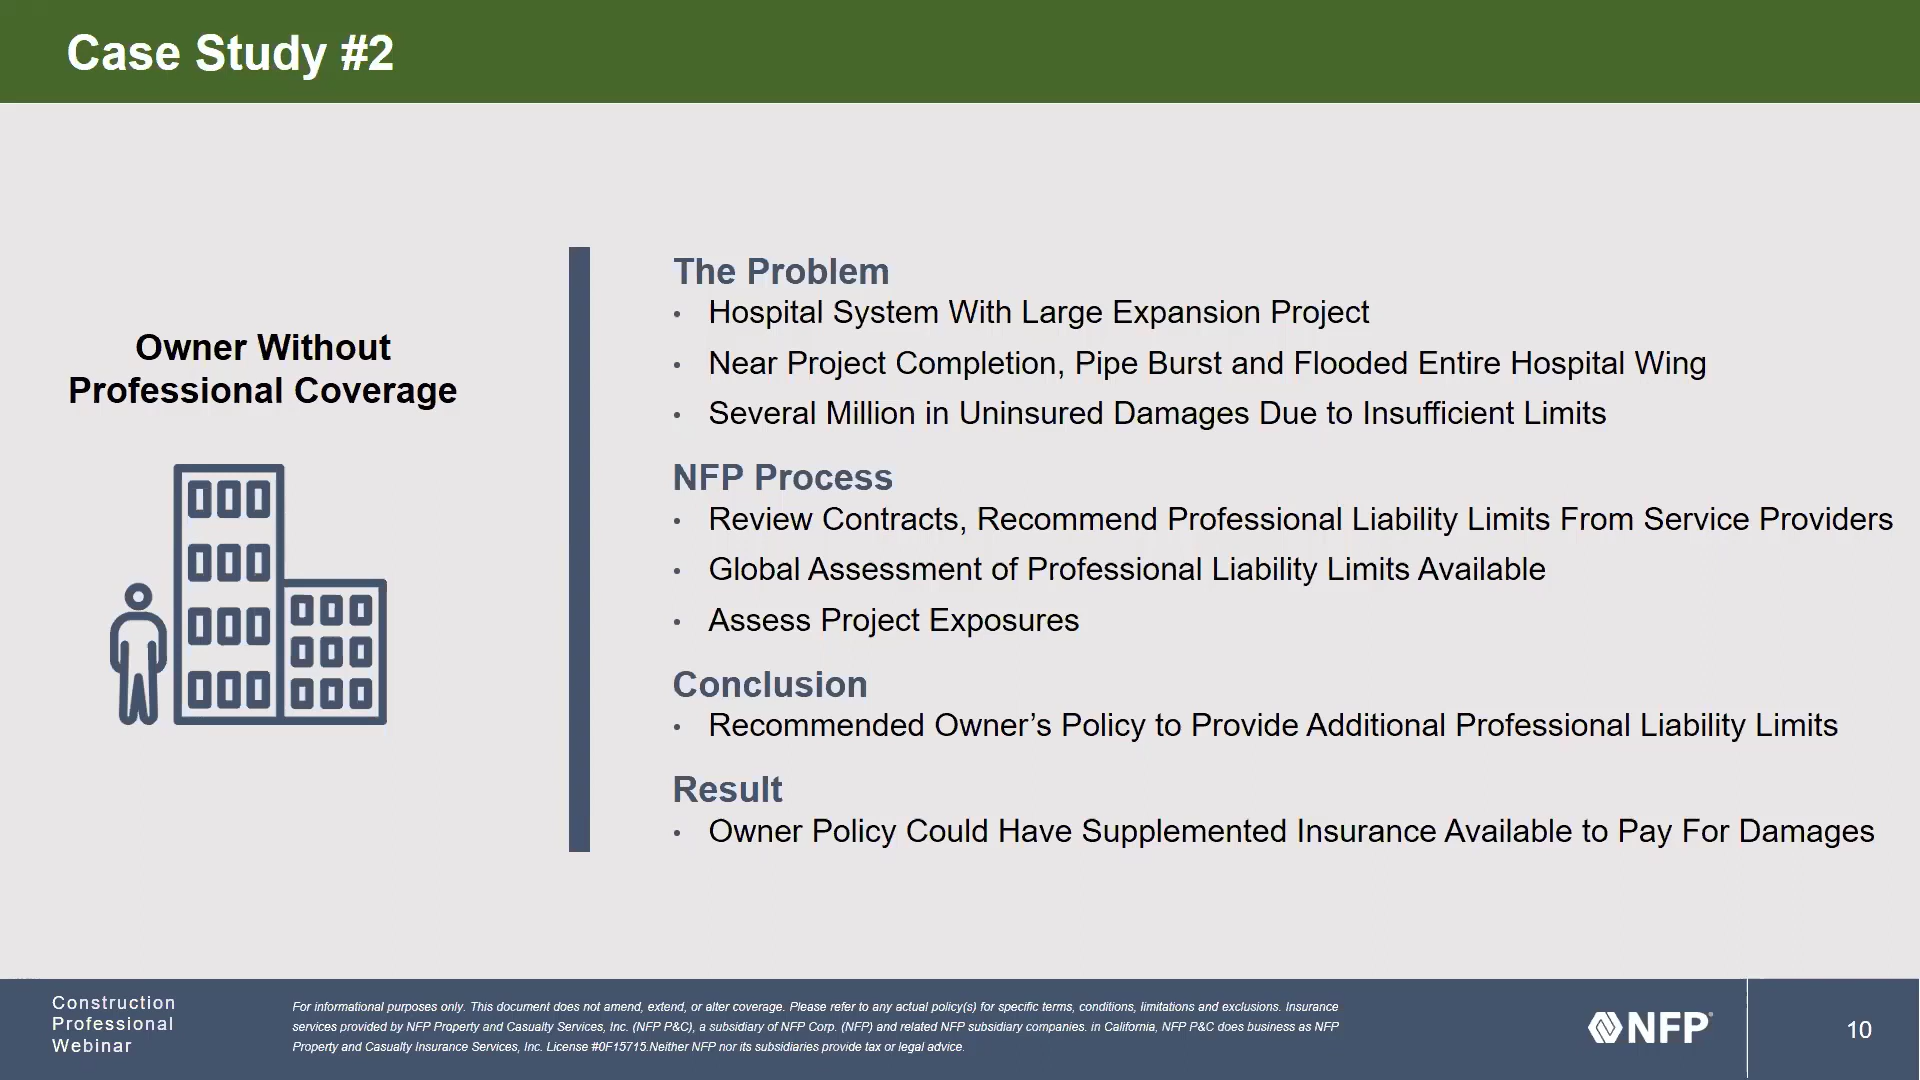 Case Study #2
Owner Without
Professional Coverage
The Problem
• Hospital System With Large Expansion Project
• Near Project Completion, Pipe Burst and Flooded Entire Hospital Wing
• Several Million in Uninsured Damages Due to Insufficient Limits
NFP Process
• Review Contracts, Recommend Professional Liability Limits From Service Providers
• Global Assessment of Professional Liability Limits Available
• Assess Project Exposures
Conclusion
• Recommended Owner’s Policy to Provide Additional Professional Liability Limits
Result
• Owner Policy Could Have Supplemented Insurance Available to Pay For Damages
Construction
Professional
Webinar
For informational purposes only. This document does not amend, extend, or alter coverage. Please refer to any actual policy(s) for specific terms, conditions, limitations and exclusions. Insurance
services provided by NFP Property and Casualty Services, Inc. (NFP P&C), a subsidiary of NFP Corp. (NFP) and related NFP subsidiary companies. in California, NFP P&C does business as NFP
Property and Casualty Insurance Services, Inc. License #0F15715.Neither NFP nor its subsidiaries provide tax or legal advice.
NFP®
10